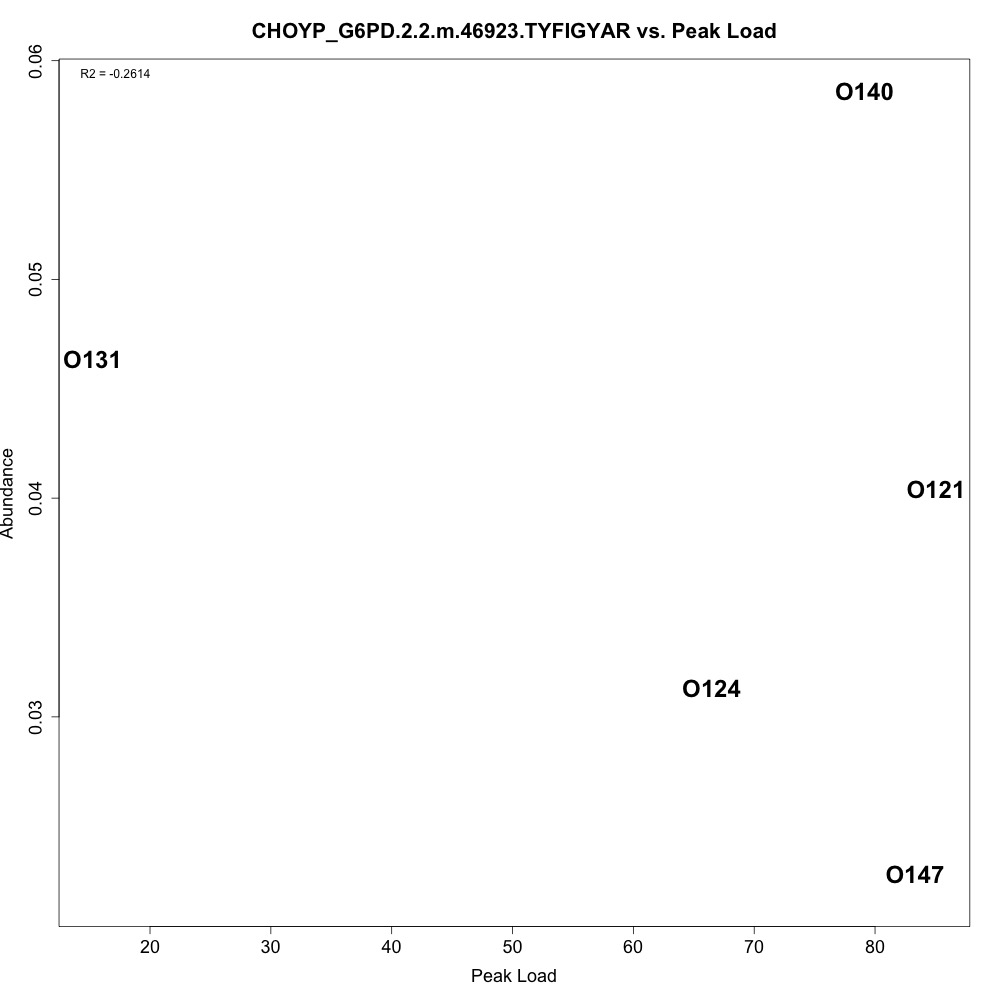 CHOYP_G6PD.2.2.m.46923.TYFIGYAR vs. Peak Load
R2 = -0.2614
0.06
0.05
0.04
0.03
Abundance
O140
O131
O121
O124
O147
20 30 40 50 60 70 80
Peak Load